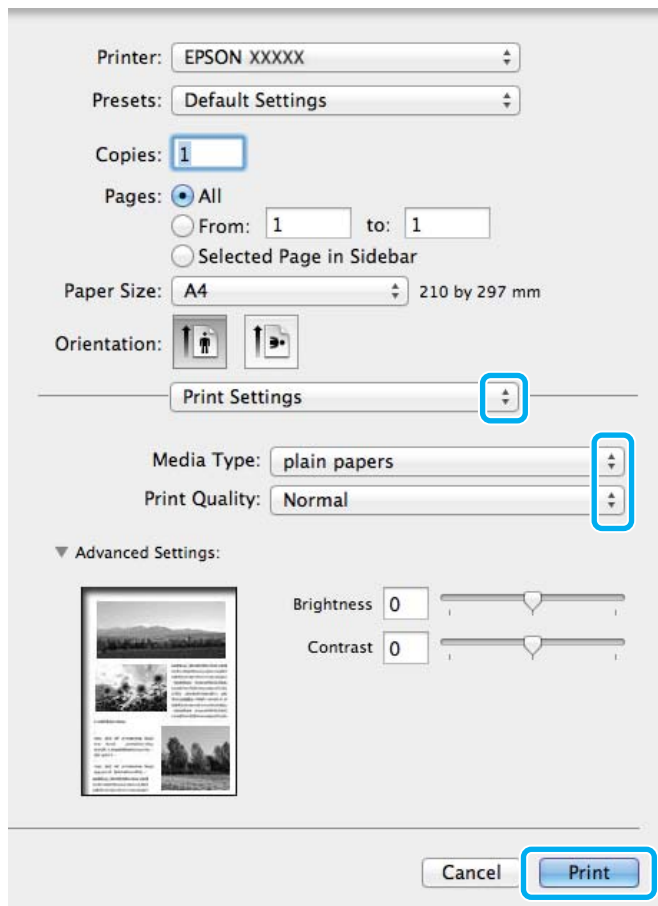 Printer: EPSON XXXXX
Presets: Default Settings
Copies: 1
Pages: All
From: 1 to: 1
Selected Page in Sidebar
Paper Size: A4 210 by 297 mm
Orientation:
Print Settings
Media Type: plain papers
Print Quality: Normal
Advanced Settings:
Brightness 0
Contrast 0
Cancel Print